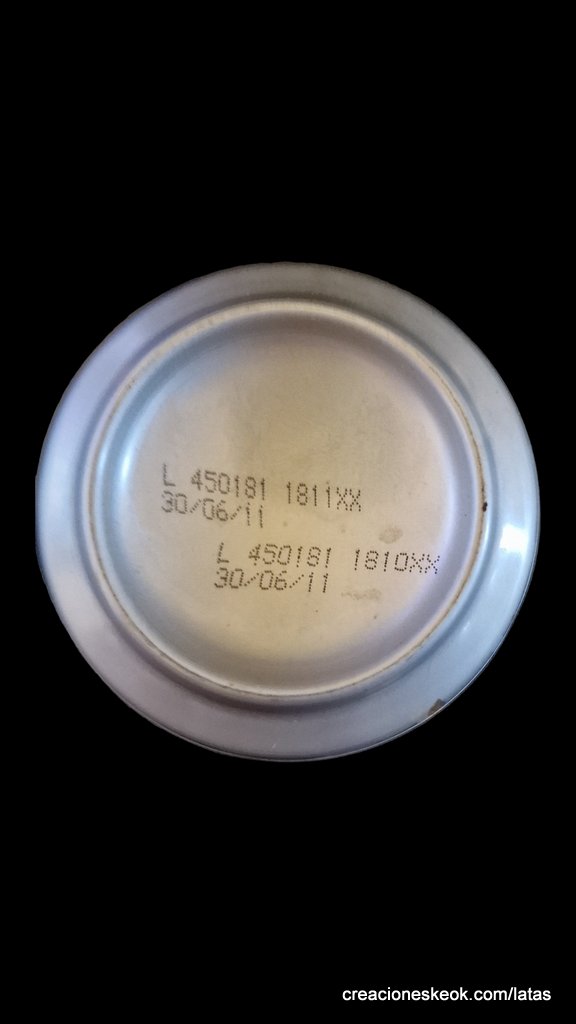 L 450181 1811XX
30/06/11
L 450181 1810XX
30/06/11
creacioneskeok.com/latas